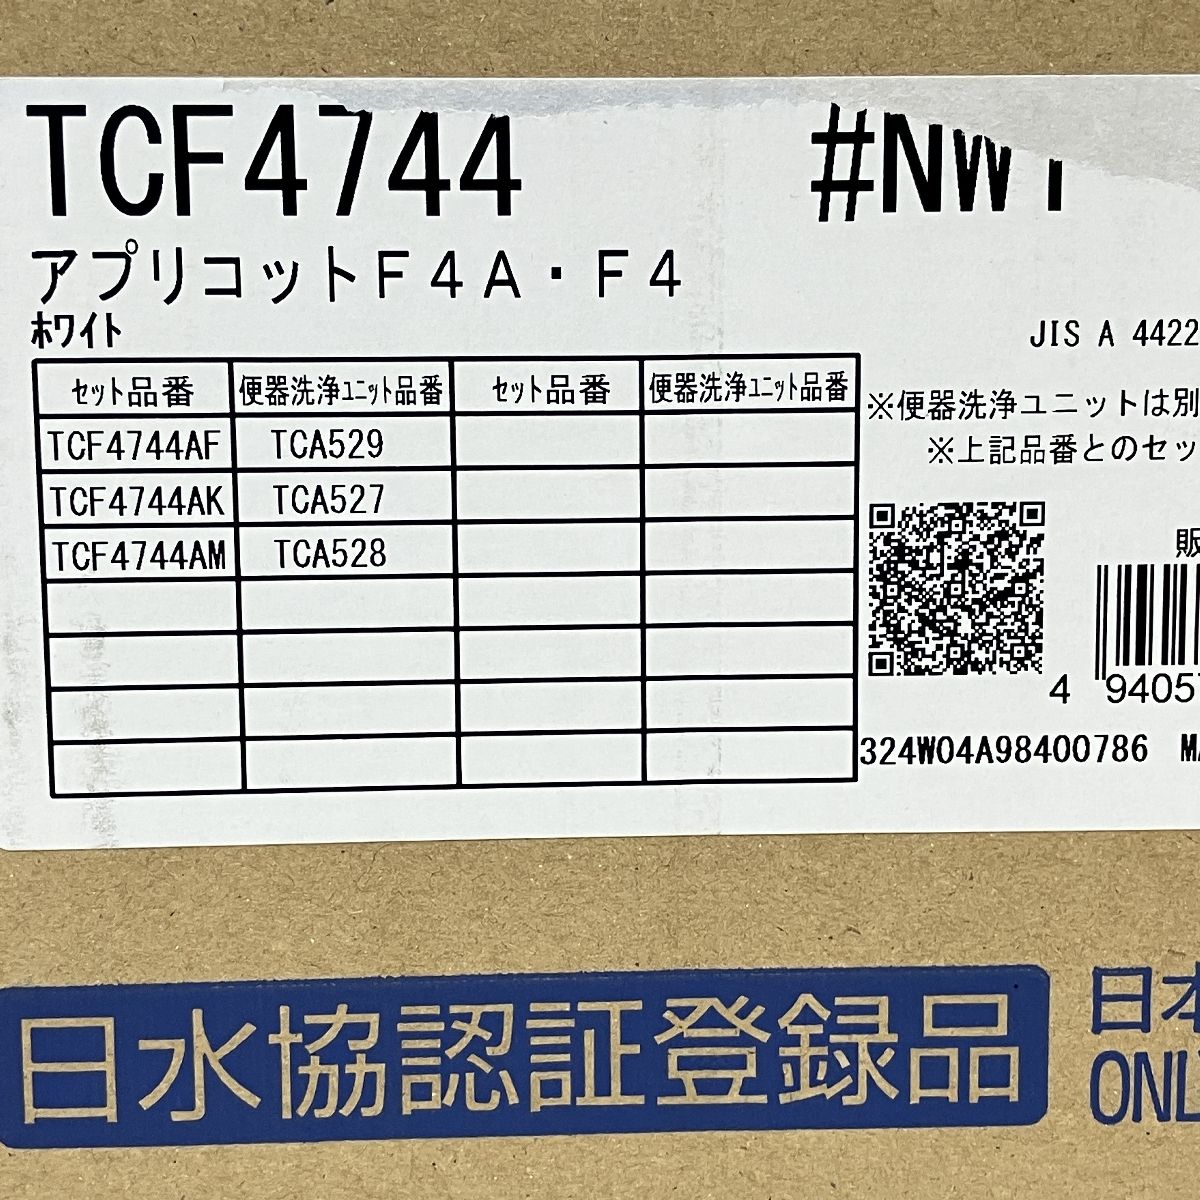 TCF4744 #NW1
アプリコットF4A・F4
ホワイト
JIS A 4422
セット品番 便器洗浄ユニット品番 セット品番 便器洗浄ユニット品番
TCF4744AF TCA529
TCF4744AK TCA527
TCF4744AM TCA528
※便器洗浄ユニットは別
※上記品番とのセッ
販
4 9405
324W04A98400786
日水協認証登録品
日本
ONL